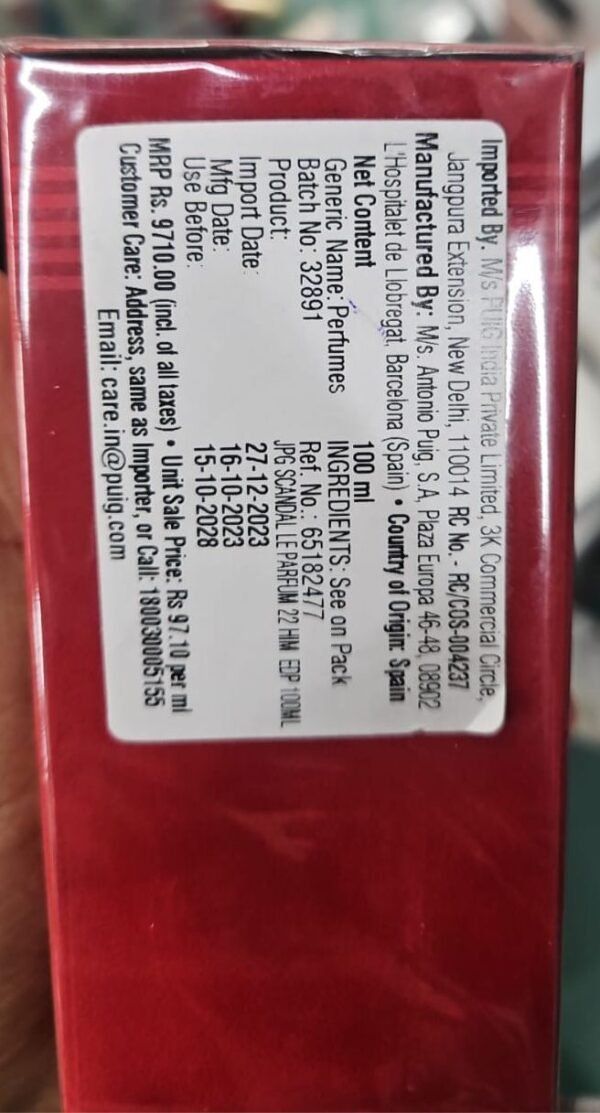 Imported By: M/s PUIG India Private Limited, 3K Commercial Circle,
Jangpura Extension, New Delhi, 110014 RC No.- RC/COS-004237
Manufactured By: M/s. Antonio Puig, S.A, Plaza Europa 46-48, 08902
L'Hospitalet de Llobregat, Barcelona (Spain) • Country of Origin: Spain
Net Content 100 ml
Generic Name: Perfumes INGREDIENTS: See on Pack
Batch No: 32891 Ref. No.: 65182477
Product: JPG SCANDAL LE PARFUM 22 HIM EDP 100ML
Import Date: 27-12-2023
Mfg Date: 16-10-2023
Use Before: 15-10-2028
MRP Rs. 9710.00 (incl. of all taxes) • Unit Sale Price: Rs 97.10 per ml
Customer Care: Address, same as Importer, or Call: 180030005155
Email: care.in@puig.com